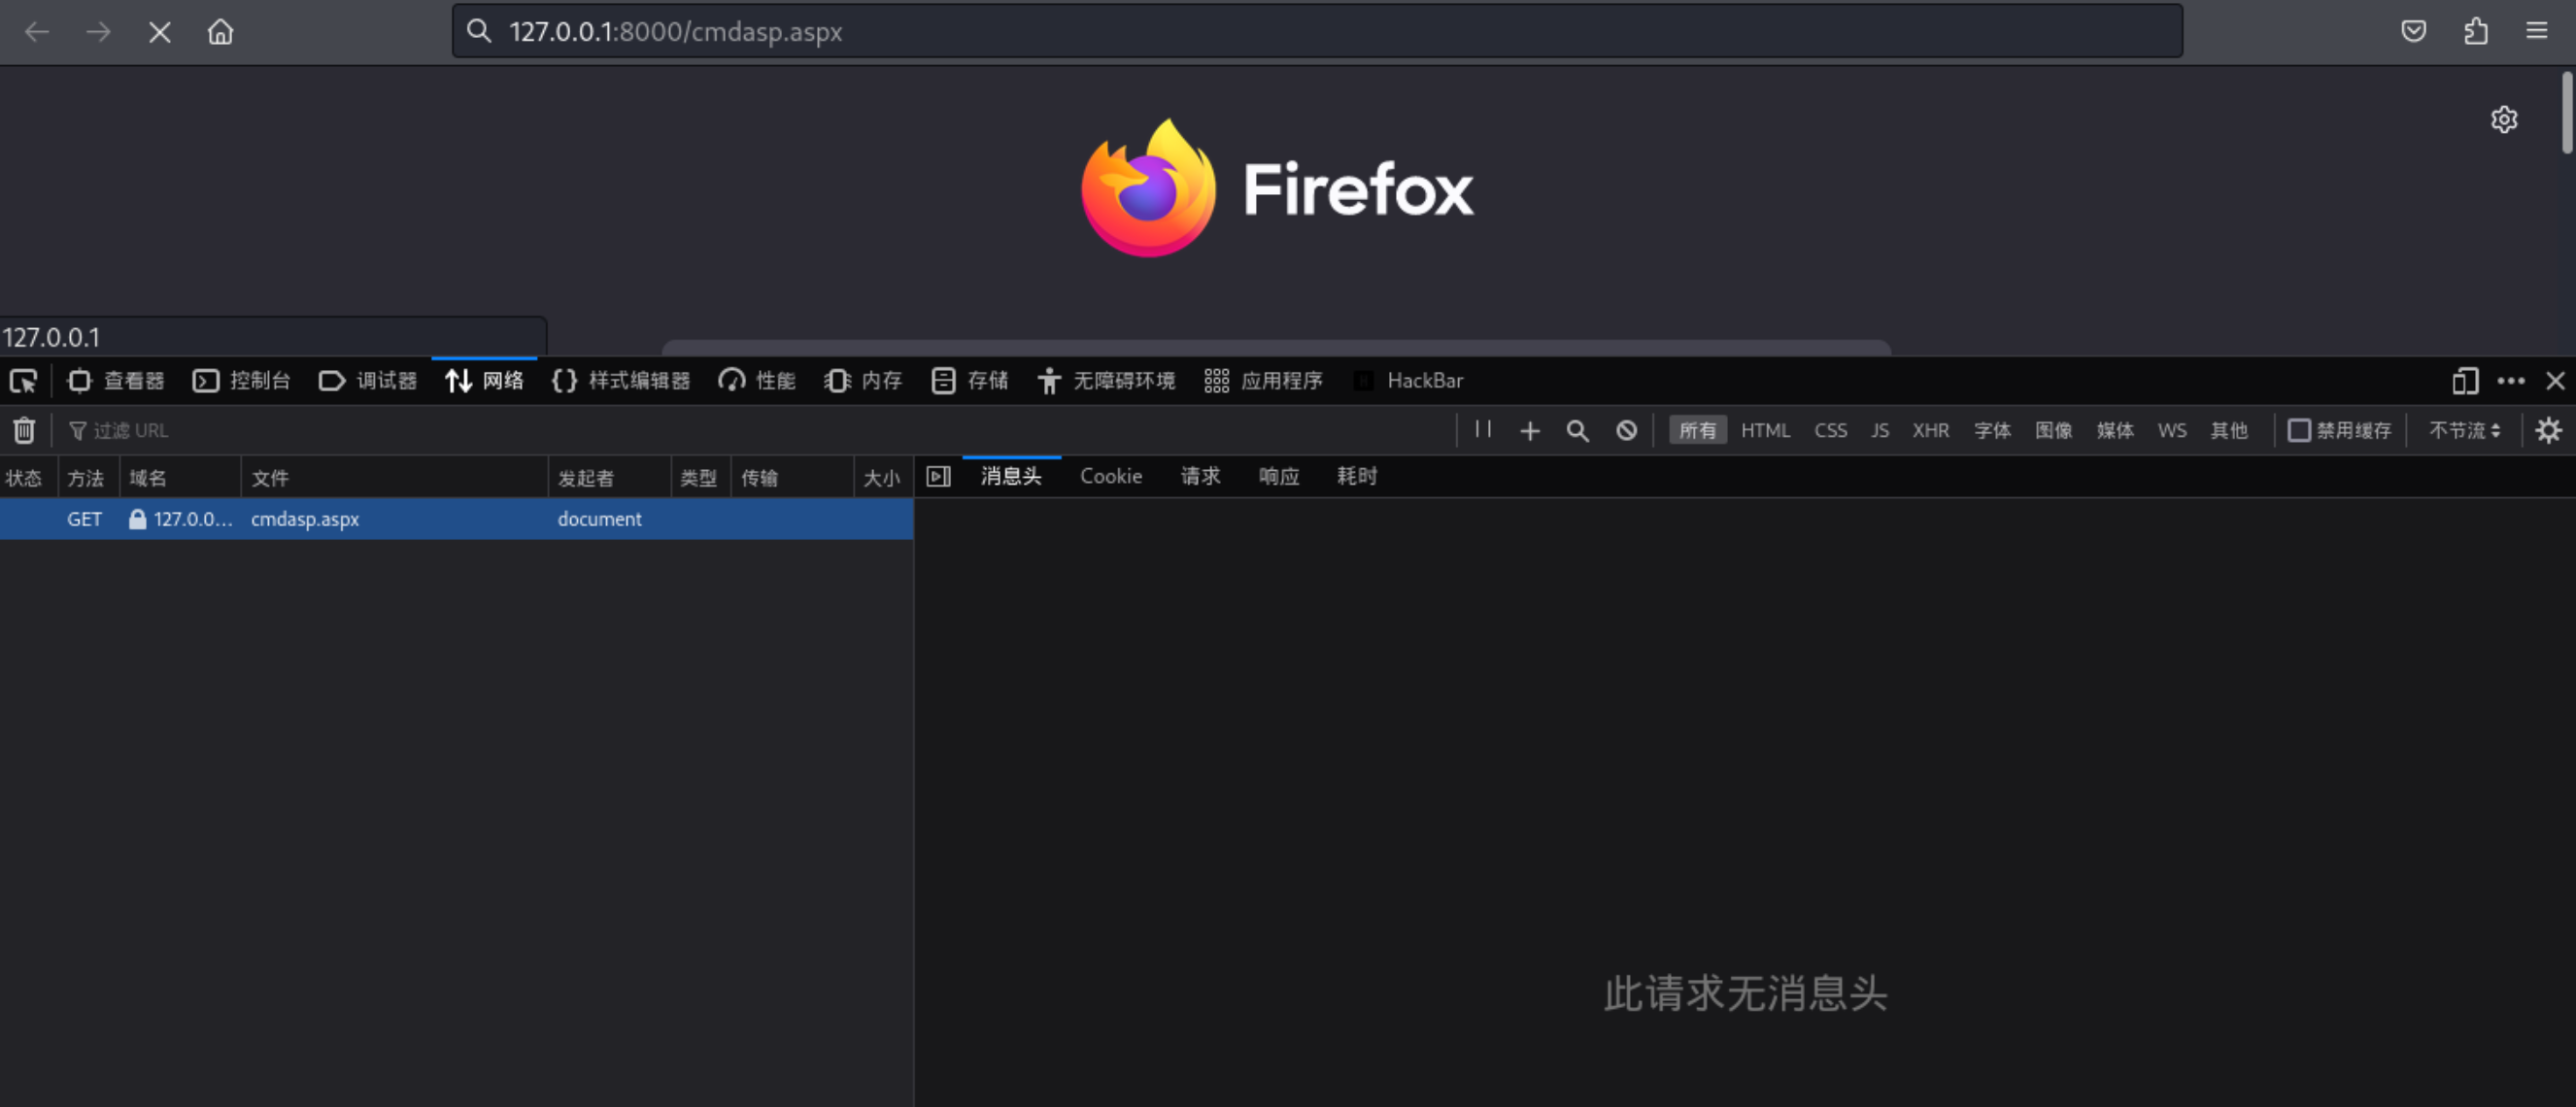 127.0.0.1:8000/cmdasp.aspx
Firefox
127.0.0.1
查看器 控制台 调试器 网络 {} 样式编辑器 性能 内存 存储 无障碍环境 应用程序 HackBar
过滤 URL 所有 HTML CSS JS XHR 字体 图像 媒体 WS 其他 禁用缓存 不节流
状态 方法 域名 文件 发起者 类型 传输 大小 消息头 Cookie 请求 响应 耗时
GET 127.0.0... cmdasp.aspx document
此请求无消息头